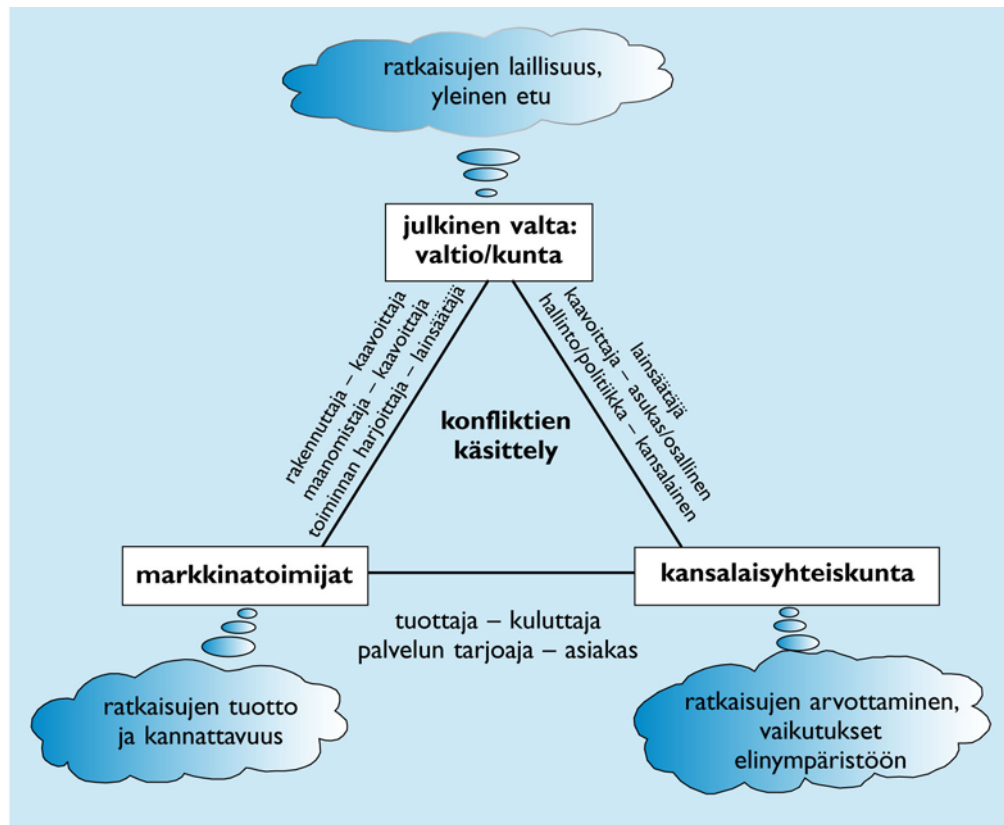 ratkaisujen laillisuus,
yleinen etu
julkinen valta:
valtio/kunta
rakennuttaja – kaavoittaja
maanomistaja – kaavoittaja
toiminnan harjoittaja – lainsäätäjä
lainsäätäjä
kaavoittaja – asukas/osallinen
hallinto/politiikka – kansalainen
konfliktien
käsittely
markkinatoimijat
kansalaisyhteiskunta
tuottaja – kuluttaja
palvelun tarjoaja – asiakas
ratkaisujen tuotto
ja kannattavuus
ratkaisujen arvottaminen,
vaikutukset
elinympäristöön